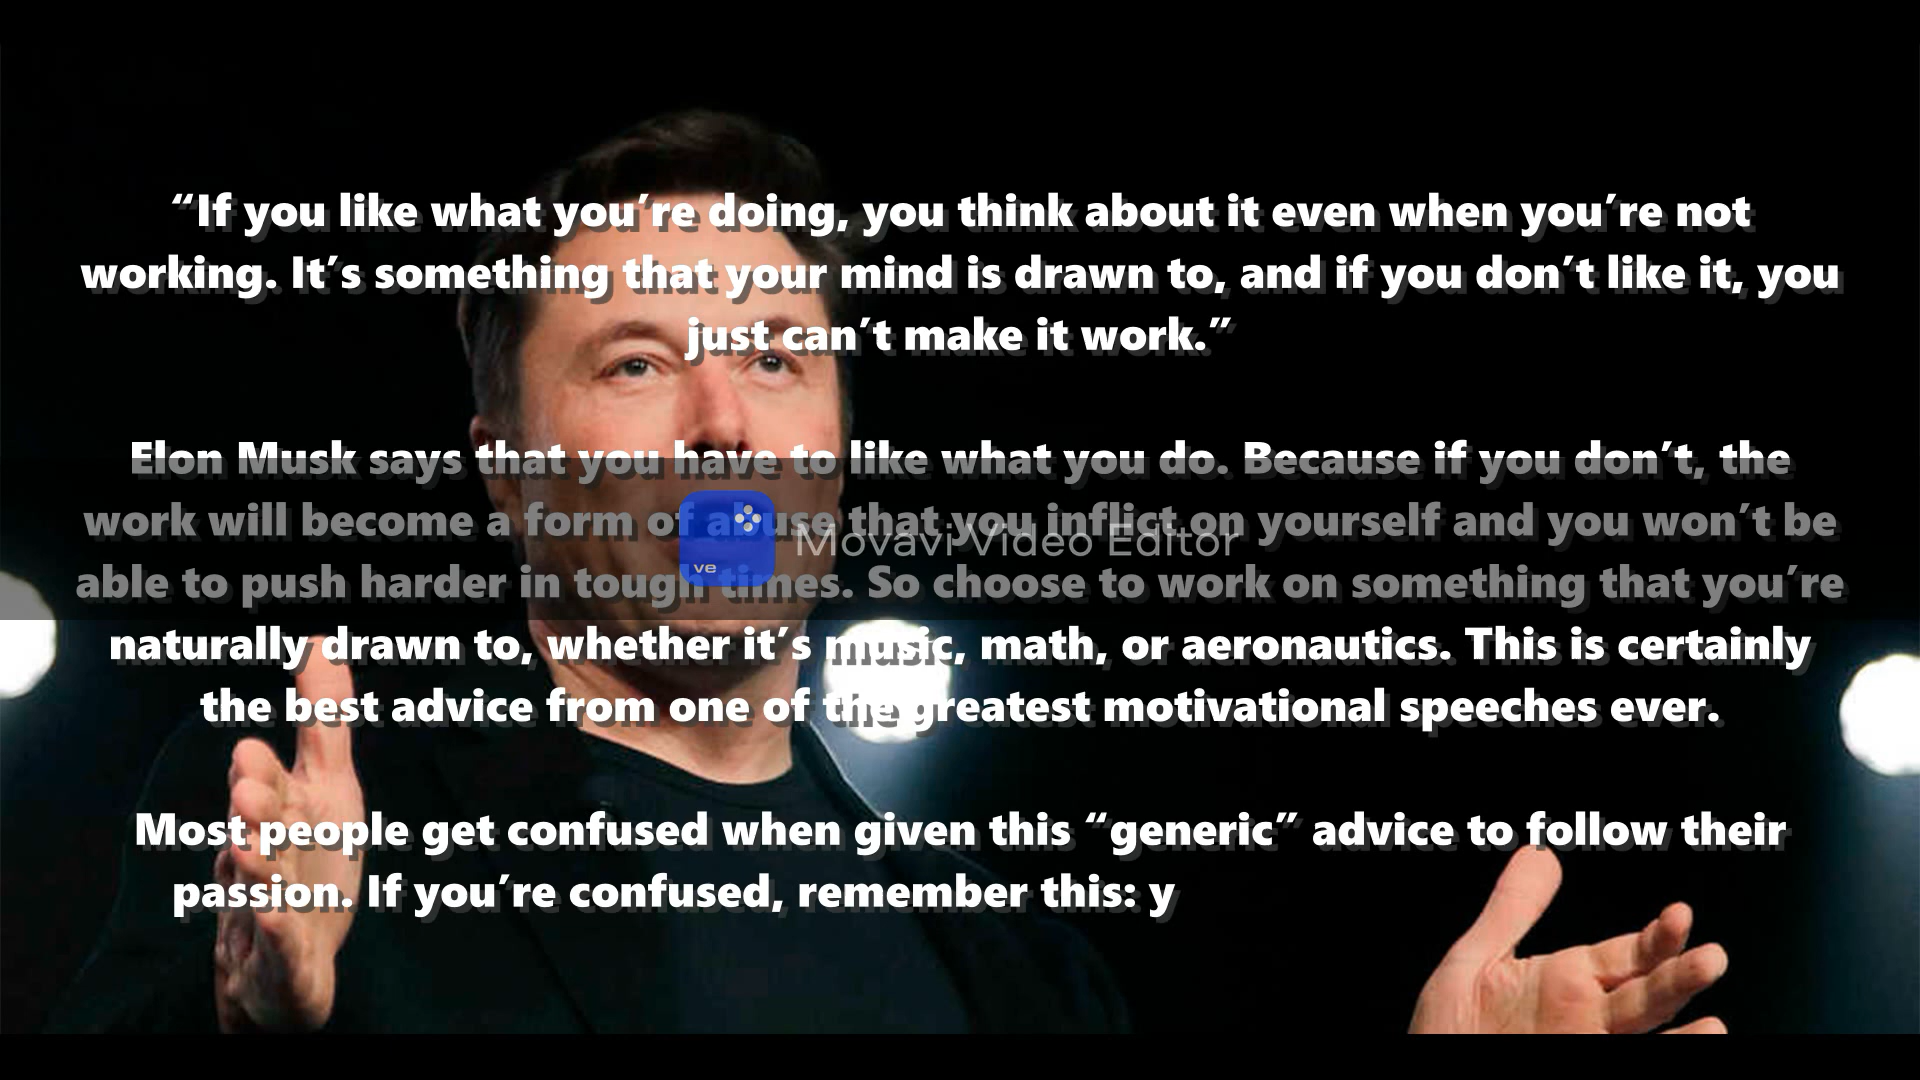 “If you like what you’re doing, you think about it even when you’re not
working. It’s something that your mind is drawn to, and if you don’t like it, you
just can’t make it work.”
Elon Musk says that you have to like what you do. Because if you don’t, the
work will become a form of abuse that you inflict on yourself and you won’t be
Movavi Video Editor
ve
able to push harder in tough times. So choose to work on something that you’re
naturally drawn to, whether it’s music, math, or aeronautics. This is certainly
the best advice from one of the greatest motivational speeches ever.
Most people get confused when given this “generic” advice to follow their
passion. If you’re confused, remember this: y